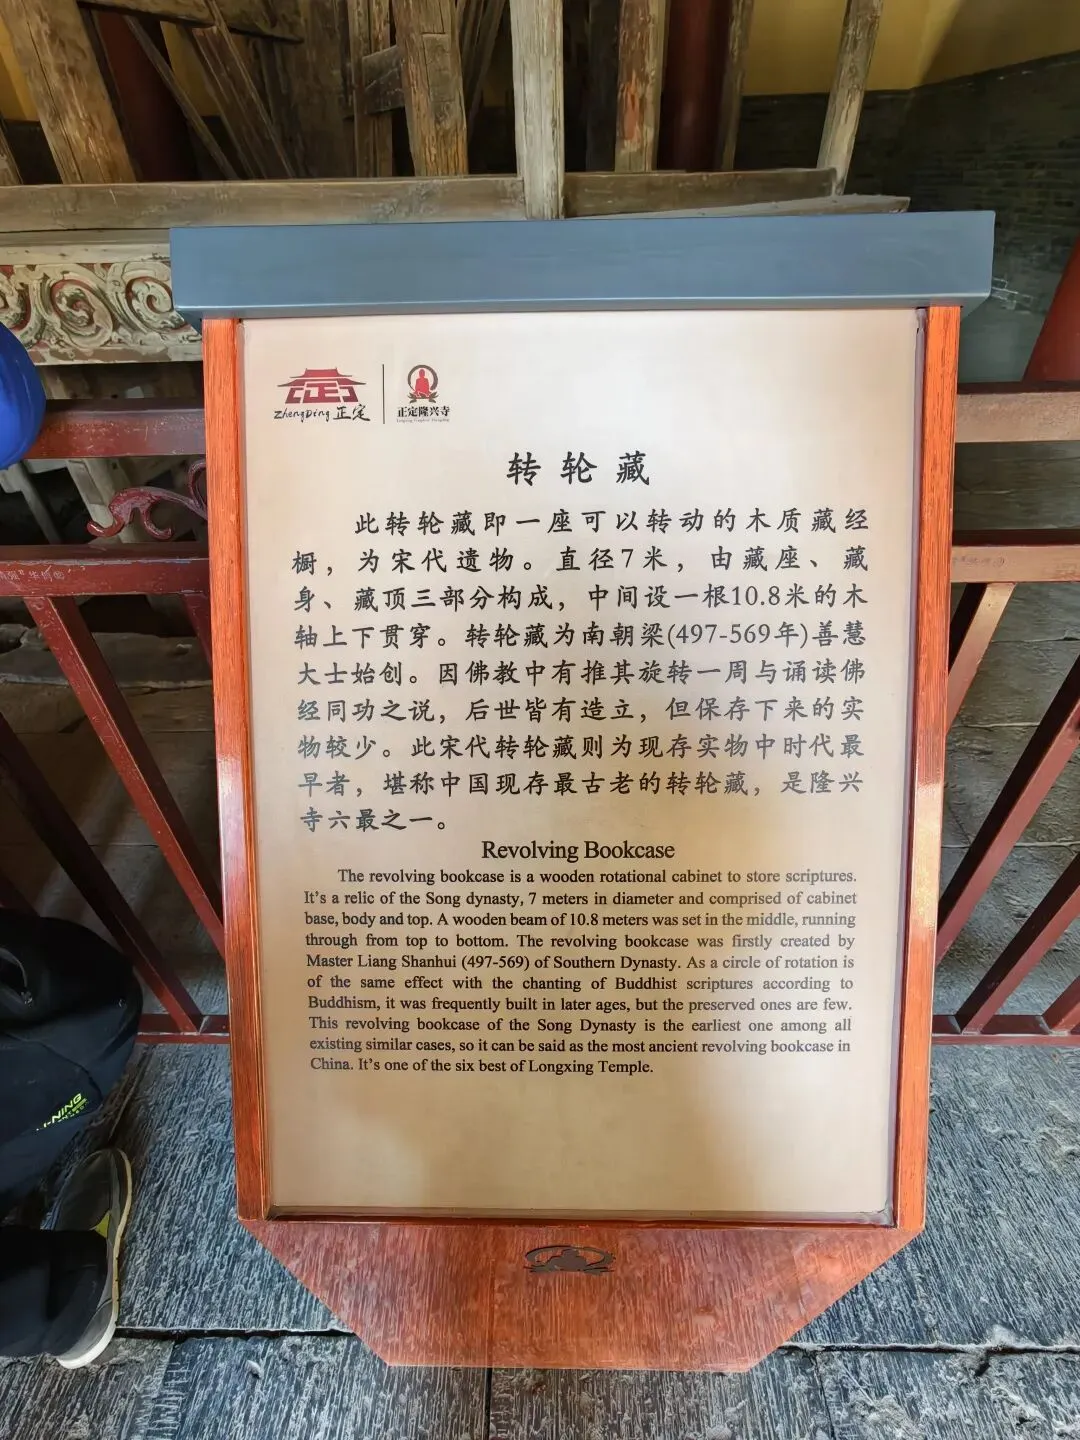 ZhengDing 正定
正定隆兴寺
转轮藏
此转轮藏即一座可以转动的木质藏经
橱，为宋代遗物。直径7米，由藏座、藏
身、藏顶三部分构成，中间设一根10.8米的木
轴上下贯穿。转轮藏为南朝梁(497-569年)善慧
大士始创。因佛教中有推其旋转一周与诵读佛
经同功之说，后世皆有造立，但保存下来的实
物较少。此宋代转轮藏则为现存实物中时代最
早者，堪称中国现存最古老的转轮藏，是隆兴
寺六最之一。
Revolving Bookcase
The revolving bookcase is a wooden rotational cabinet to store scriptures.
It's a relic of the Song dynasty, 7 meters in diameter and comprised of cabinet
base, body and top. A wooden beam of 10.8 meters was set in the middle, running
through from top to bottom. The revolving bookcase was firstly created by
Master Liang Shanhui (497-569) of Southern Dynasty. As a circle of rotation is
of the same effect with the chanting of Buddhist scriptures according to
Buddhism, it was frequently built in later ages, but the preserved ones are few.
This revolving bookcase of the Song Dynasty is the earliest one among all
existing similar cases, so it can be said as the most ancient revolving bookcase in
China. It's one of the six best of Longxing Temple.